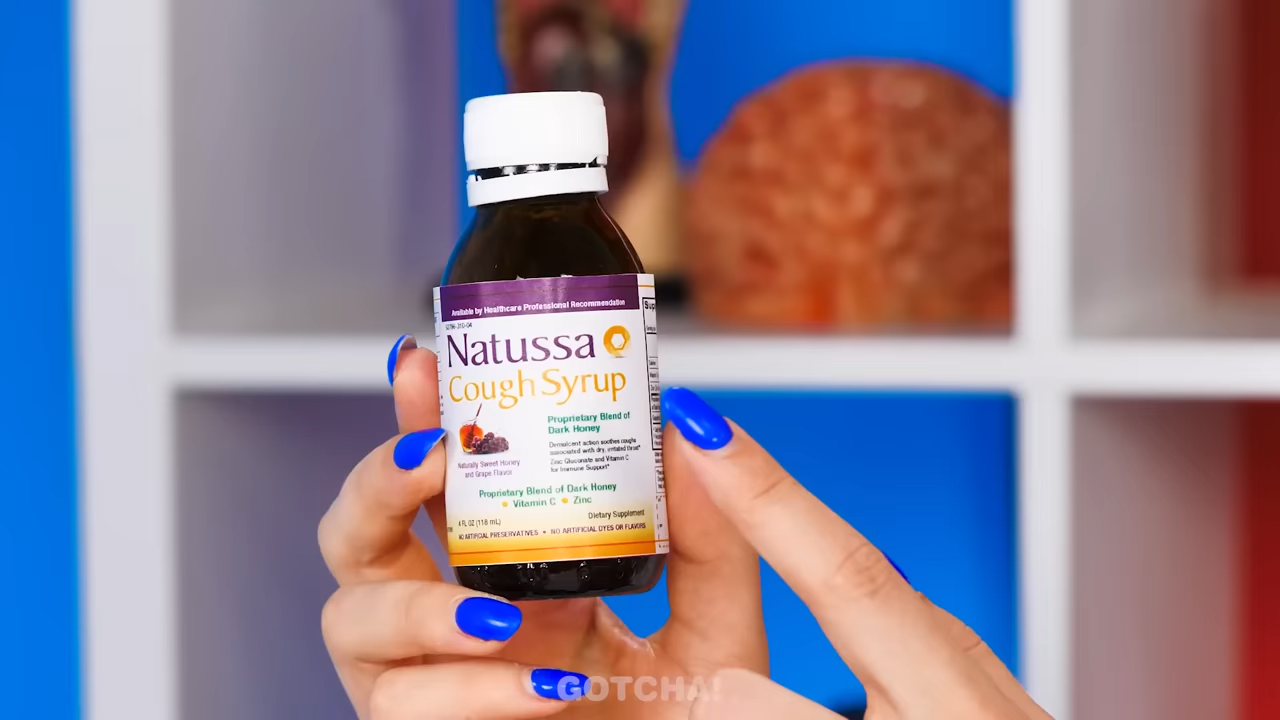 Available by Healthcare Professional Recommendation
Natussa
Cough Syrup
Proprietary Blend of
Dark Honey
Demulcent action soothes coughs
associated with dry, irritated throat*
Zinc Gluconate and Vitamin C
for Immune Support*
Naturally Sweet Honey
and Grape Flavor
Proprietary Blend of Dark Honey
• Vitamin C • Zinc
4 FL OZ (118 mL)
Dietary Supplement
NO ARTIFICIAL PRESERVATIVES • NO ARTIFICIAL DYES OR FLAVORS
GOTCHA!